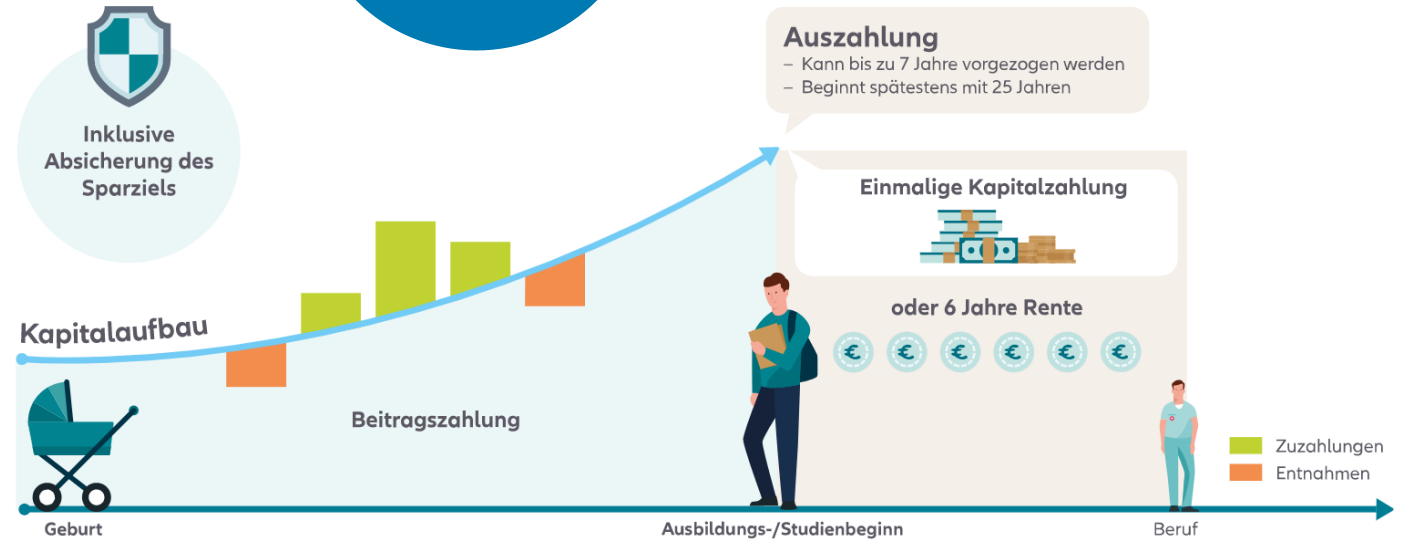 Inklusive
Absicherung des
Sparziels
Auszahlung
– Kann bis zu 7 Jahre vorgezogen werden
– Beginnt spätestens mit 25 Jahren
Einmalige Kapitalzahlung
oder 6 Jahre Rente
€ € € € € €
Kapitalaufbau
Beitragszahlung
Zuzahlungen
Entnahmen
Geburt
Ausbildungs-/Studienbeginn
Beruf